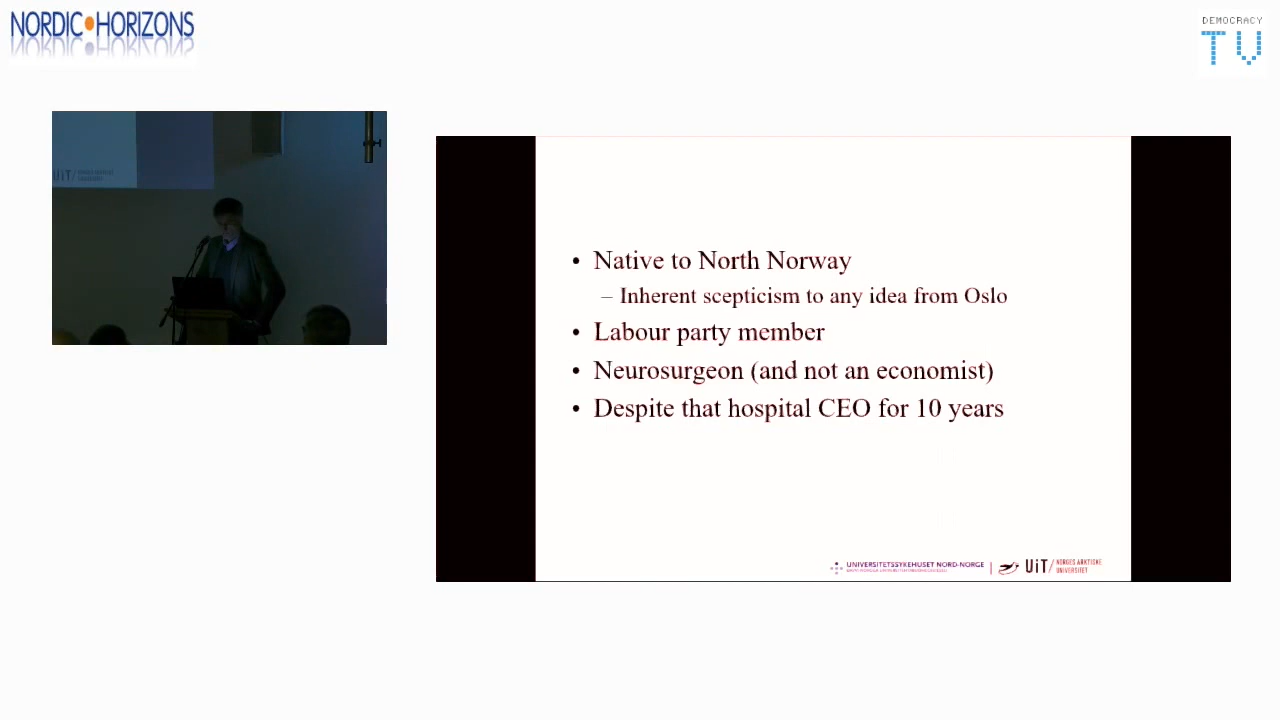 NORDIC HORIZONS
DEMOCRACY
TV
UiT/
• Native to North Norway
– Inherent scepticism to any idea from Oslo
• Labour party member
• Neurosurgeon (and not an economist)
• Despite that hospital CEO for 10 years
UNIVERSITETSSYKEHUSET NORD-NORGE
UiT/ NORGES ARKTISKE
UNIVERSITET